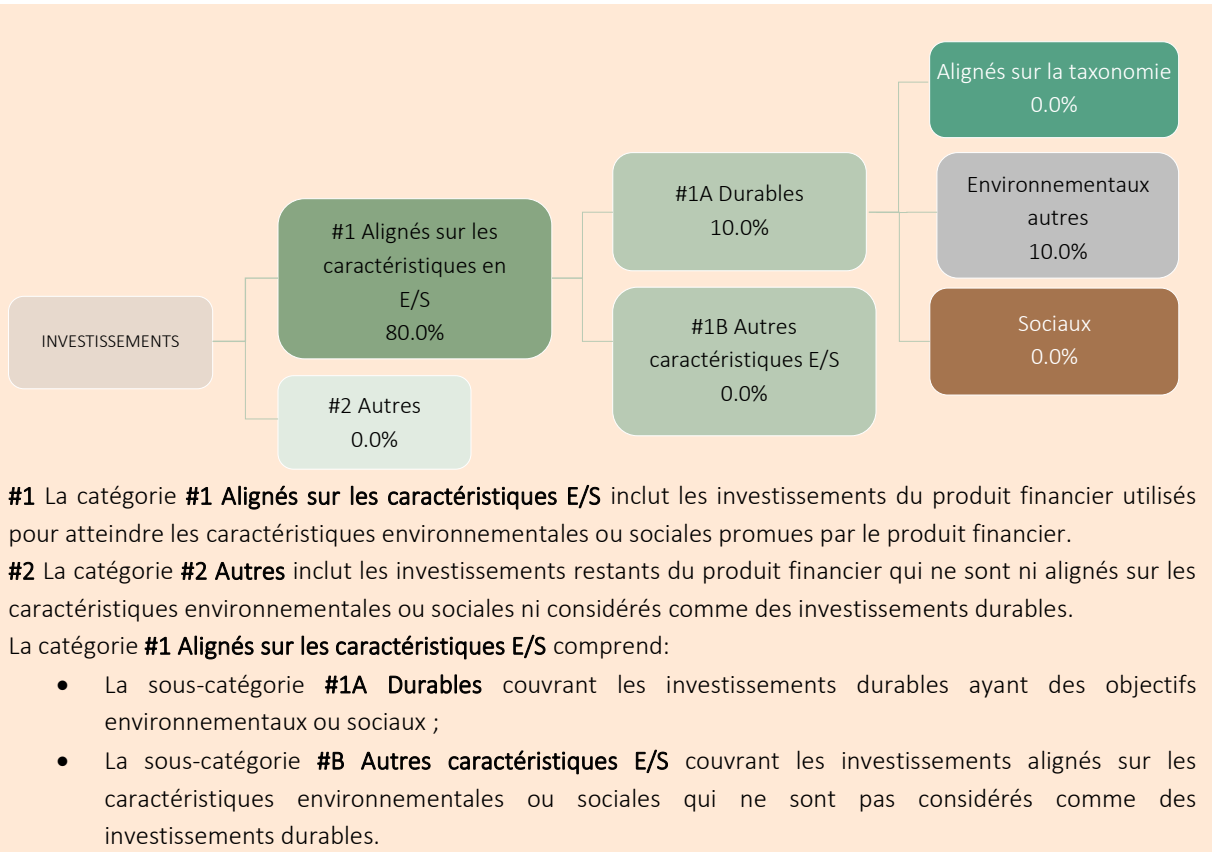 INVESTISSEMENTS
#1 Alignés sur les
caractéristiques en
E/S
80.0%
#2 Autres
0.0%
#1A Durables
10.0%
#1B Autres
caractéristiques E/S
0.0%
Alignés sur la taxonomie
0.0%
Environnementaux
autres
10.0%
Sociaux
0.0%
#1 La catégorie #1 Alignés sur les caractéristiques E/S inclut les investissements du produit financier utilisés
pour atteindre les caractéristiques environnementales ou sociales promues par le produit financier.
#2 La catégorie #2 Autres inclut les investissements restants du produit financier qui ne sont ni alignés sur les
caractéristiques environnementales ou sociales ni considérés comme des investissements durables.
La catégorie #1 Alignés sur les caractéristiques E/S comprend:
• La sous-catégorie #1A Durables couvrant les investissements durables ayant des objectifs
environnementaux ou sociaux ;
• La sous-catégorie #B Autres caractéristiques E/S couvrant les investissements alignés sur les
caractéristiques environnementales ou sociales qui ne sont pas considérés comme des
investissements durables.